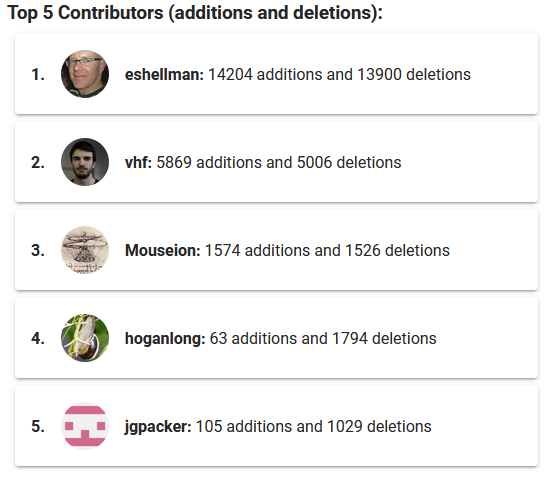 Top 5 Contributors (additions and deletions):
1. eshellman: 14204 additions and 13900 deletions
2. vhf: 5869 additions and 5006 deletions
3. Mouseion: 1574 additions and 1526 deletions
4. hoganlong: 63 additions and 1794 deletions
5. jgpacker: 105 additions and 1029 deletions